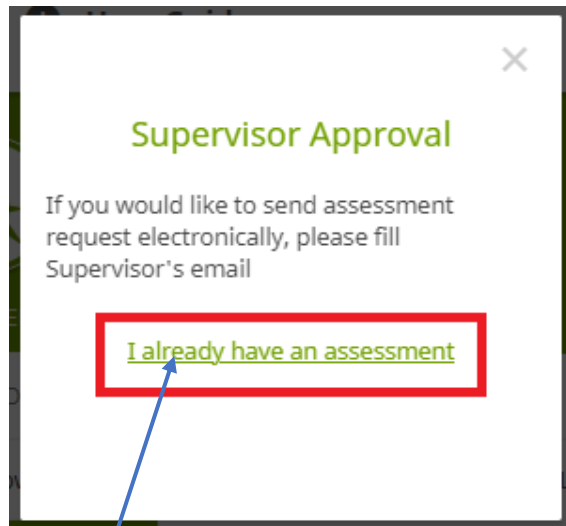 Supervisor Approval
If you would like to send assessment
request electronically, please fill
Supervisor's email
I already have an assessment